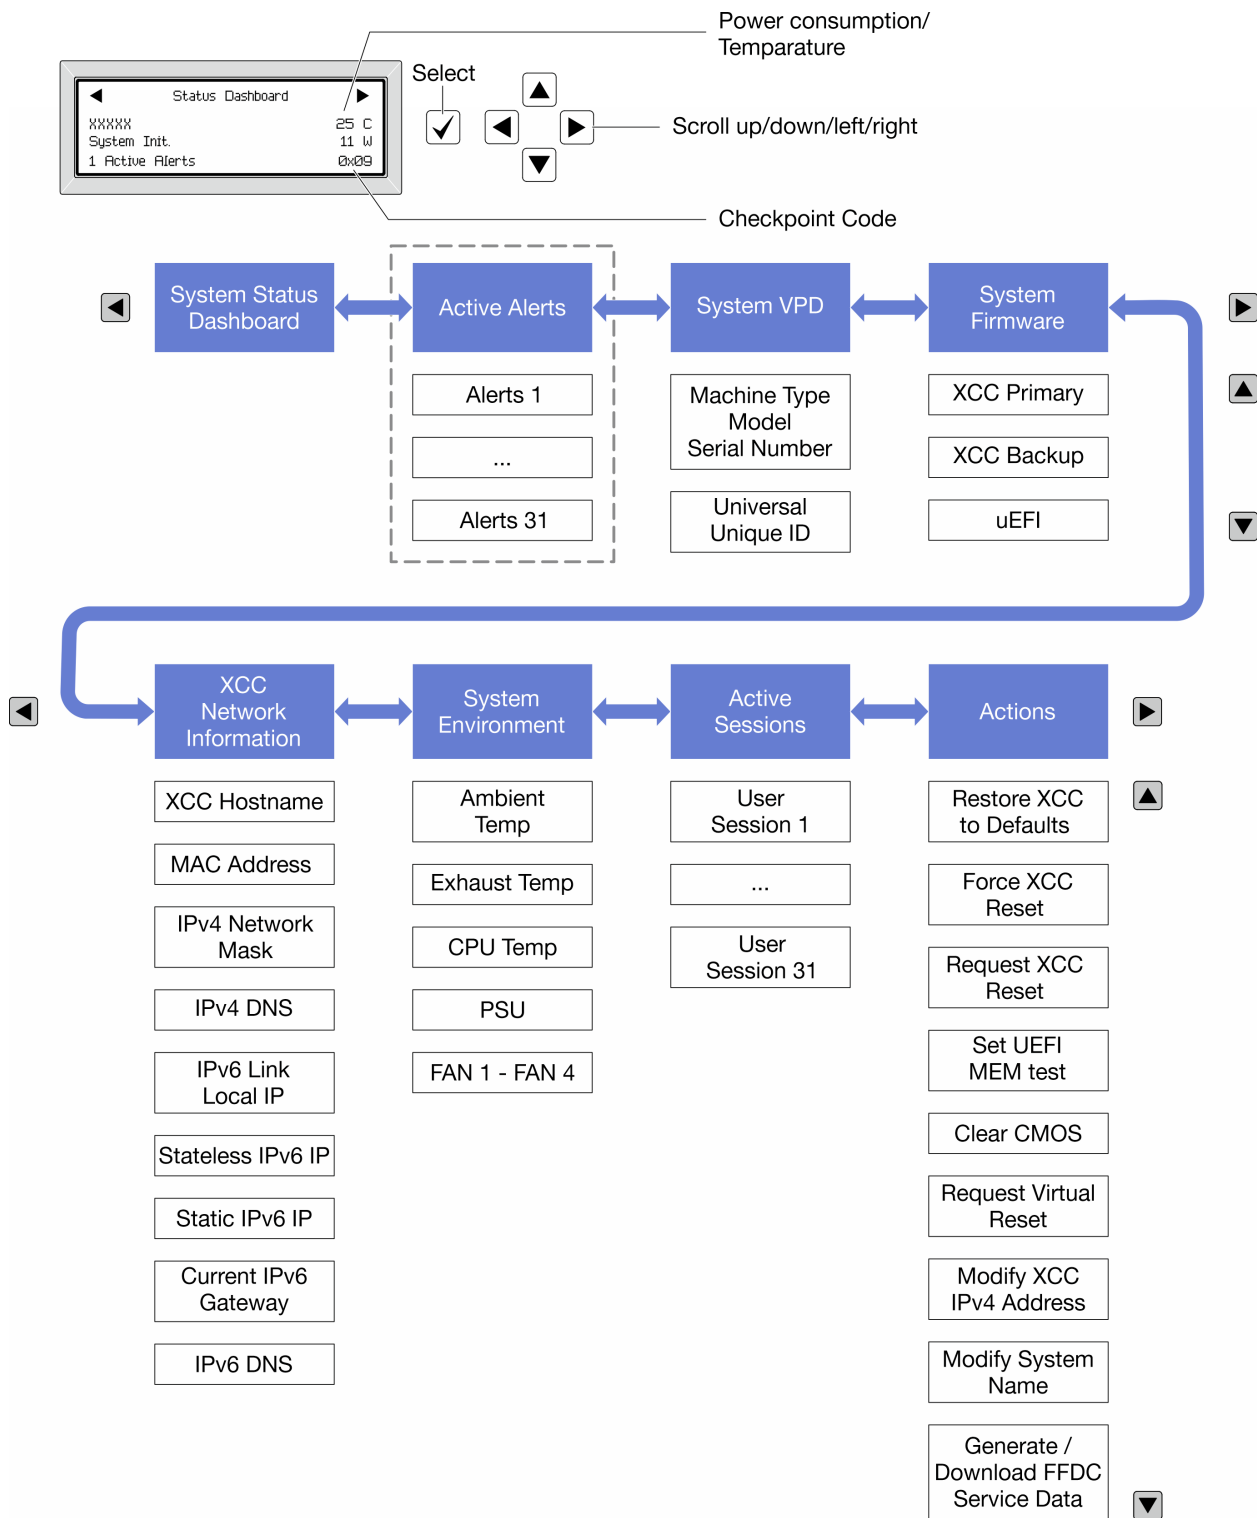 Power consumption/
Temparature
Select
Status Dashboard
XXXXX 25 C
System Init. 11 W
1 Active Alerts 0x09
Scroll up/down/left/right
Checkpoint Code
System Status
Dashboard
Active Alerts
System VPD
System
Firmware
Alerts 1
...
Alerts 31
Machine Type
Model
Serial Number
Universal
Unique ID
XCC Primary
XCC Backup
uEFI
XCC
Network
Information
System
Environment
Active
Sessions
Actions
XCC Hostname
MAC Address
IPv4 Network
Mask
IPv4 DNS
IPv6 Link
Local IP
Stateless IPv6 IP
Static IPv6 IP
Current IPv6
Gateway
IPv6 DNS
Ambient
Temp
Exhaust Temp
CPU Temp
PSU
FAN 1 - FAN 4
User
Session 1
...
User
Session 31
Restore XCC
to Defaults
Force XCC
Reset
Request XCC
Reset
Set UEFI
MEM test
Clear CMOS
Request Virtual
Reset
Modify XCC
IPv4 Address
Modify System
Name
Generate /
Download FFDC
Service Data